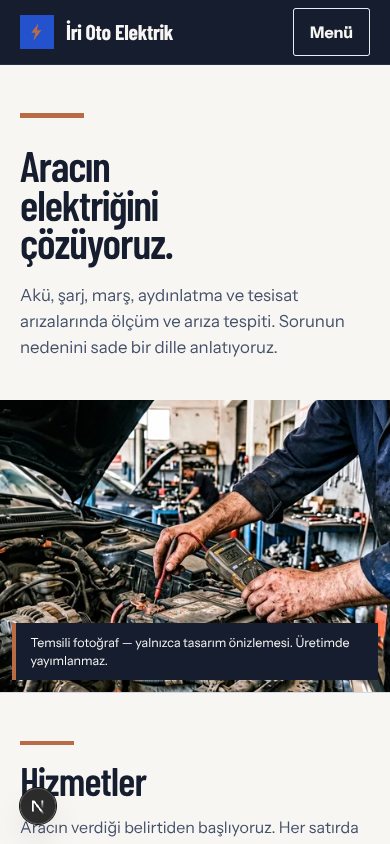 İri Oto Elektrik
Menü
Aracın
elektriğini
çözüyoruz.
Akü, şarj, marş, aydınlatma ve tesisat
arızalarında ölçüm ve arıza tespiti. Sorunun
nedenini sade bir dille anlatıyoruz.
Temsili fotoğraf — yalnızca tasarım önizlemesi. Üretimde
yayımlanmaz.
Hizmetler
N
Aracın verdiği belirtiden başlıyoruz. Her satırda